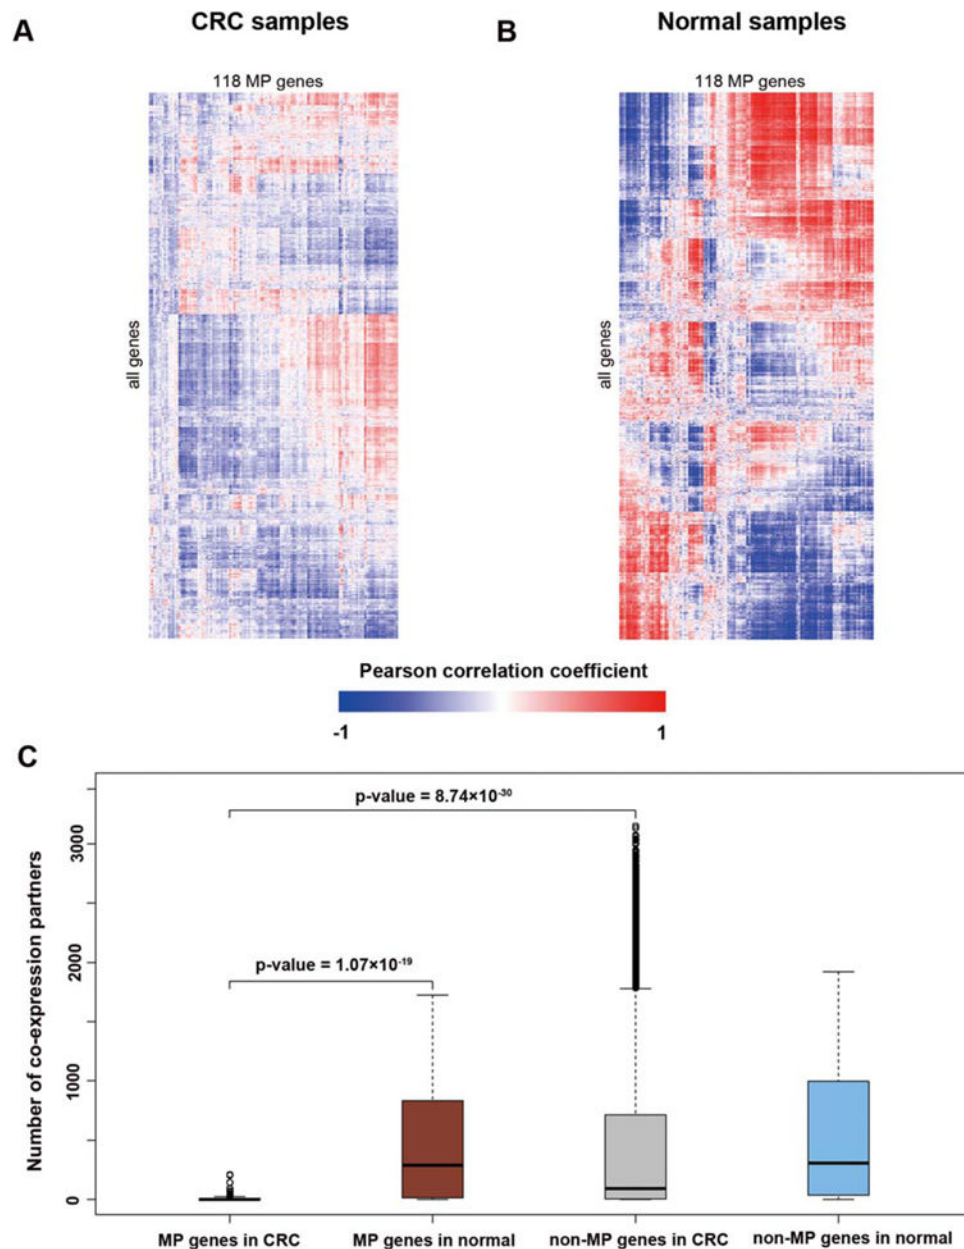 A
CRC samples
B
Normal samples
118 MP genes
118 MP genes
all genes
all genes
Pearson correlation coefficient
-1
1
C
Number of co-expression partners
3000
2000
1000
0
p-value = 8.74×10⁻³⁰
p-value = 1.07×10⁻¹⁹
MP genes in CRC
MP genes in normal
non-MP genes in CRC
non-MP genes in normal